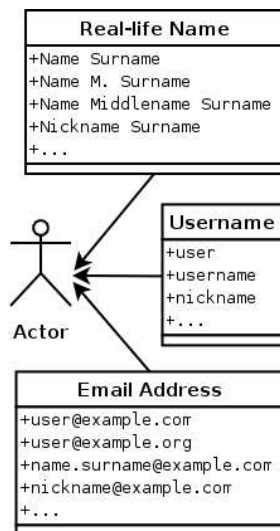 Real-life Name
+Name Surname
+Name M. Surname
+Name Middlename Surname
+Nickname Surname
+...
Username
+user
+username
+nickname
+...
Actor
Email Address
+user@example.com
+user@example.org
+name.surname@example.com
+nickname@example.com
+...